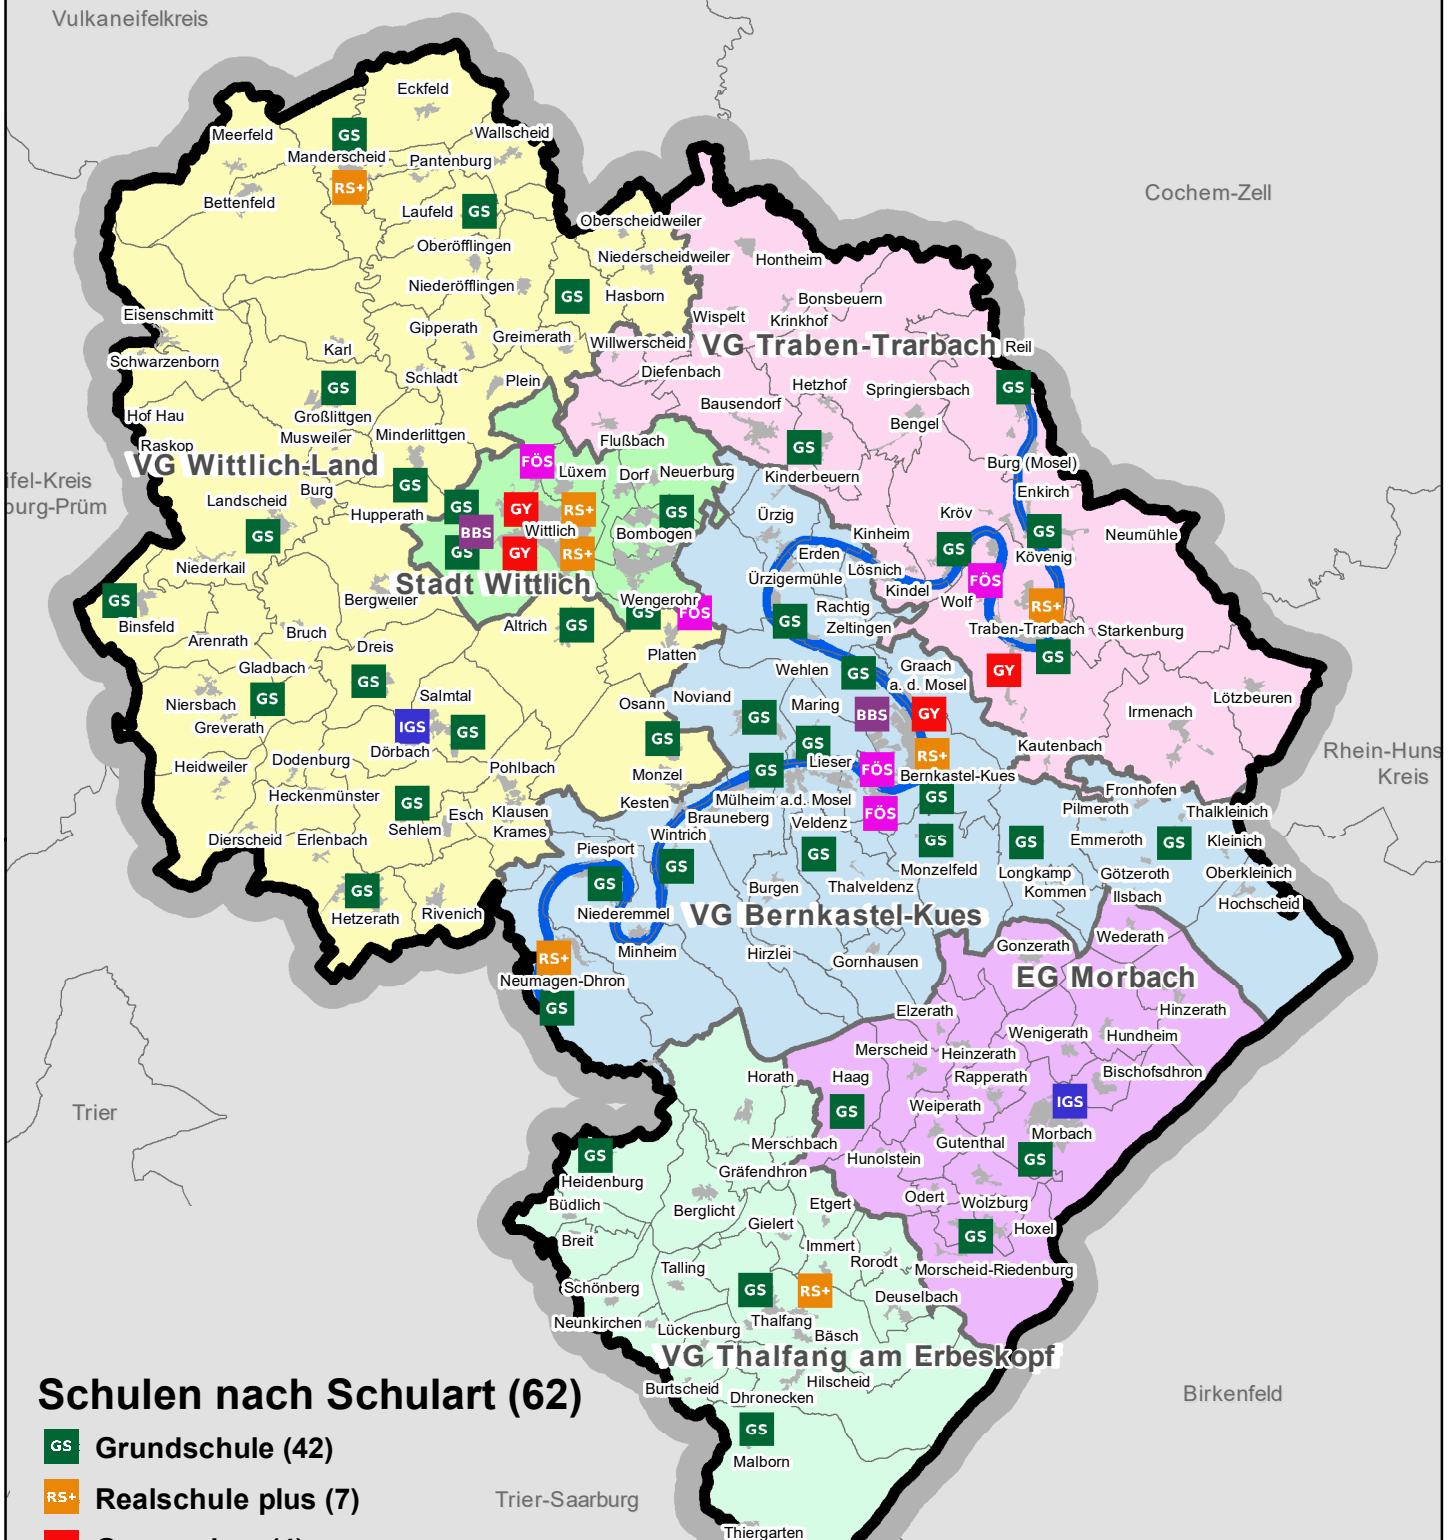 Vulkaneifelkreis
Eckfeld
Meerfeld
GS
Wallscheid
Manderscheid
Pantenburg
RS+
Bettenfeld
Laufeld
GS
Cochem-Zell
Oberscheidweiler
Oberöfflingen
Niederscheidweiler
Hontheim
Niederöfflingen
GS
Hasborn
Bonsbeuern
Eisenschmitt
Wispelt
Krinkhof
Gipperath
Greimerath
Willwerscheid
VG Traben-Trarbach
Reil
Karl
Schwarzenborn
Schladt
Plein
Diefenbach
Hetzhof
Springiersbach
GS
GS
Hof Hau
Großlittgen
Bausendorf
Bengel
Musweiler
Minderlittgen
Flußbach
GS
Raskop
VG Wittlich-Land
FÖS
Lüxem
Dorf
Neuerburg
Kinderbeuern
Burg (Mosel)
ifel-Kreis
burg-Prüm
Landscheid
Burg
GS
Enkirch
Hupperath
GS
GY
RS+
GS
Ürzig
Kröv
GS
BBS
Wittlich
Bombogen
Kinheim
GS
Neumühle
GS
GY
RS+
Erden
GS
Kövenig
Niederkail
Stadt Wittlich
Lösnich
FÖS
Ürzigermühle
Kindel
Wolf
GS
Bergweiler
Wengerohr
Rachtig
RS+
Binsfeld
Altrich
GS
GS
FÖS
GS
Zeltingen
Traben-Trarbach
Starkenburg
Arenrath
Bruch
Dreis
Platten
GS
Gladbach
GS
Wehlen
GS
Graach
a. d. Mosel
GY
Niersbach
GS
Salmtal
Osann
Noviand
Maring
Lötzbeuren
Greverath
IGS
GS
GS
GS
BBS
GY
Irmenach
Dörbach
GS
Kautenbach
Rhein-Huns
Kreis
Heidweiler
Dodenburg
Pohlbach
Monzel
GS
Lieser
FÖS
RS+
Bernkastel-Kues
Heckenmünster
GS
Kesten
Mülheim a.d. Mosel
GS
Fronhofen
Sehlem
Esch
Klausen
Brauneberg
Veldenz
FÖS
Pilmeroth
Thalkleinich
Dierscheid
Erlenbach
Krames
Wintrich
GS
GS
Emmeroth
GS
Kleinich
Piesport
GS
GS
Monzelfeld
Longkamp
Götzeroth
Oberkleinich
GS
GS
Burgen
Thalveldenz
Kommen
Ilsbach
Hochscheid
Hetzerath
Rivenich
Niederemmel
VG Bernkastel-Kues
Wederath
RS+
Minheim
Hirzlei
Gornhausen
Gonzerath
Neumagen-Dhron
EG Morbach
GS
Elzerath
Hinzerath
Wenigerath
Hundheim
Merscheid
Heinzerath
Horath
Haag
Rapperath
Bischofsdhron
Trier
GS
Weiperath
IGS
Merschbach
Gutenthal
Morbach
GS
Hunolstein
GS
Heidenburg
Gräfendhron
Büdlich
Berglicht
Etgert
Odert
Wolzburg
Gielert
GS
Hoxel
Breit
Immert
Talling
Rorodt
Morscheid-Riedenburg
Schönberg
GS
RS+
Deuselbach
Neunkirchen
Lückenburg
Thalfang
Bäsch
VG Thalfang am Erbeskopf
Burtscheid
Hilscheid
Birkenfeld
Dhronecken
Schulen nach Schulart (62)
GS
Malborn
GS Grundschule (42)
RS+ Realschule plus (7)
Trier-Saarburg
Thiergarten